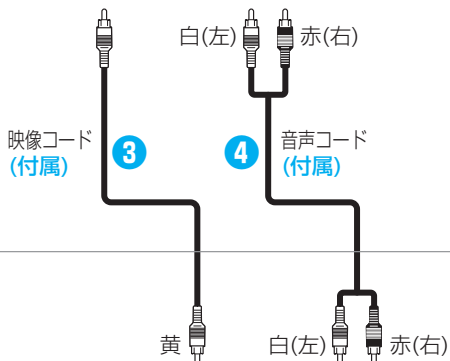 白(左)
赤(右)
映像コード
(付属)
3
4
音声コード
(付属)
黄
白(左)
赤(右)